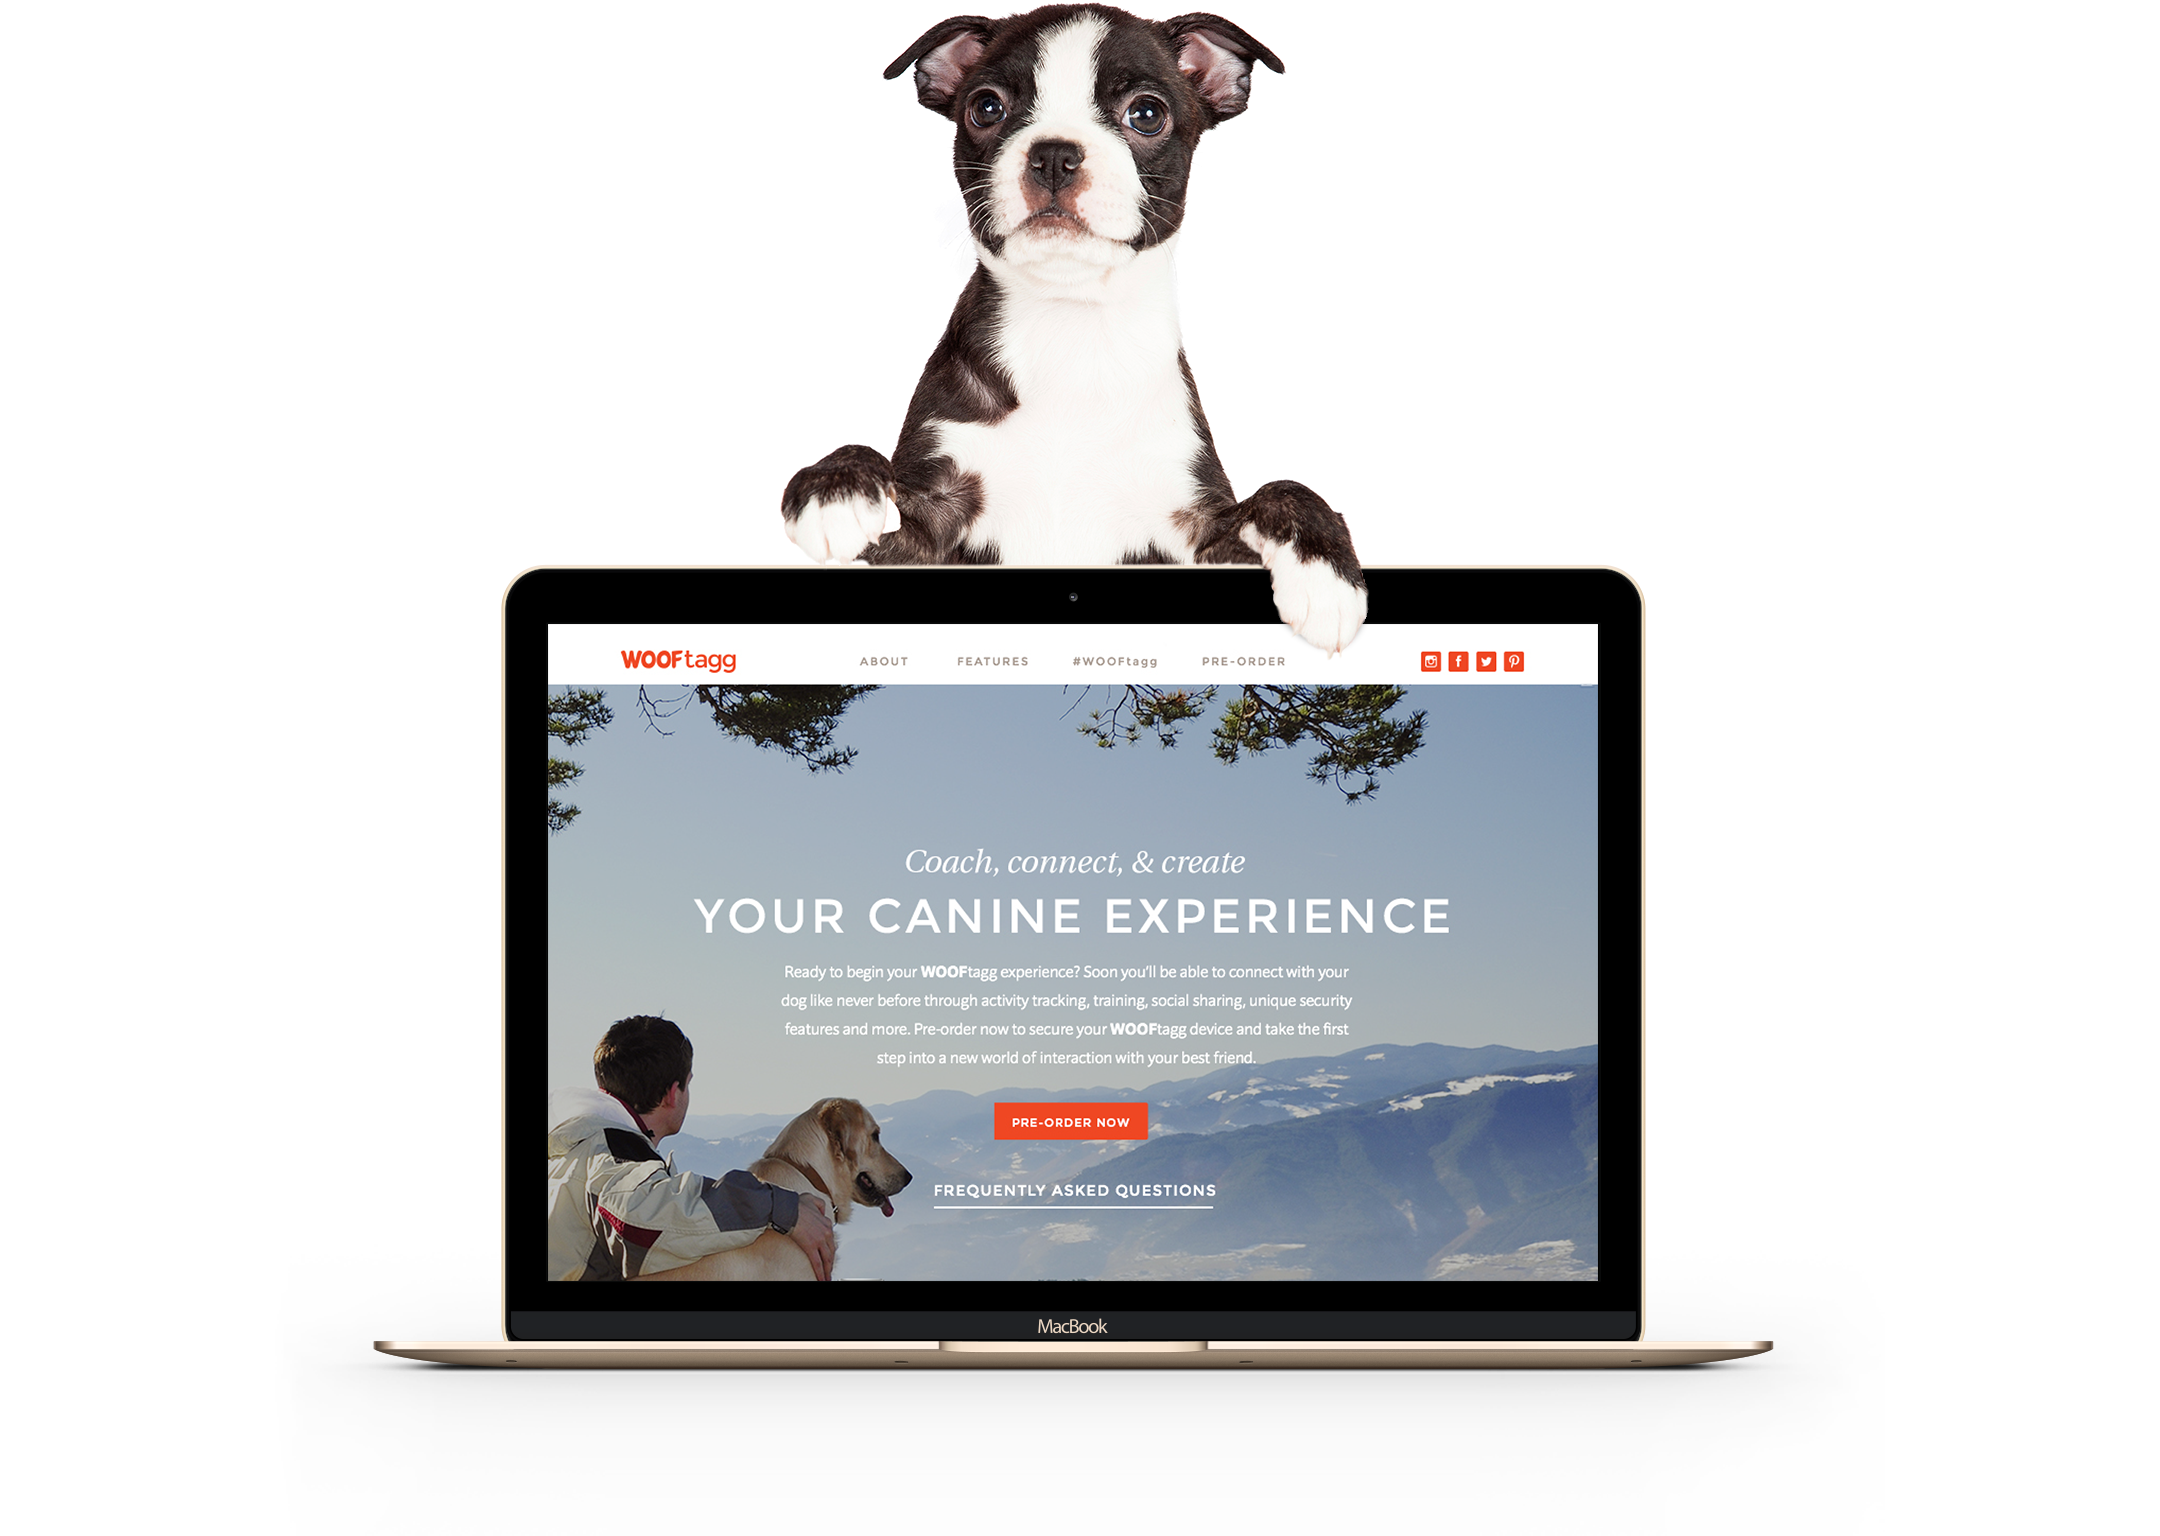 WOOFtagg
ABOUT FEATURES #WOOFtagg PRE-ORDER
Coach, connect, & create
YOUR CANINE EXPERIENCE
Ready to begin your WOOFtagg experience? Soon you'll be able to connect with your
dog like never before through activity tracking, training, social sharing, unique security
features and more. Pre-order now to secure your WOOFtagg device and take the first
step into a new world of interaction with your best friend.
PRE-ORDER NOW
FREQUENTLY ASKED QUESTIONS
MacBook